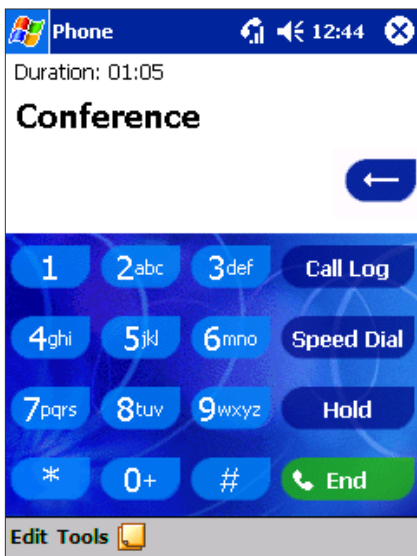 Phone 12:44
Duration: 01:05
Conference
1 2abc 3def Call Log
4ghi 5jkl 6mno Speed Dial
7pqrs 8tuv 9wxyz Hold
* 0+ # End
Edit Tools